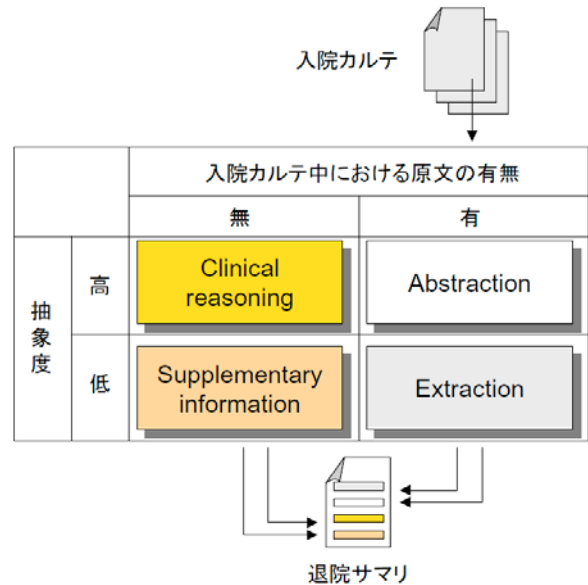 入院カルテ
入院カルテ中における原文の有無
無
有
抽象度
高
Clinical
reasoning
Abstraction
低
Supplementary
information
Extraction
退院サマリ